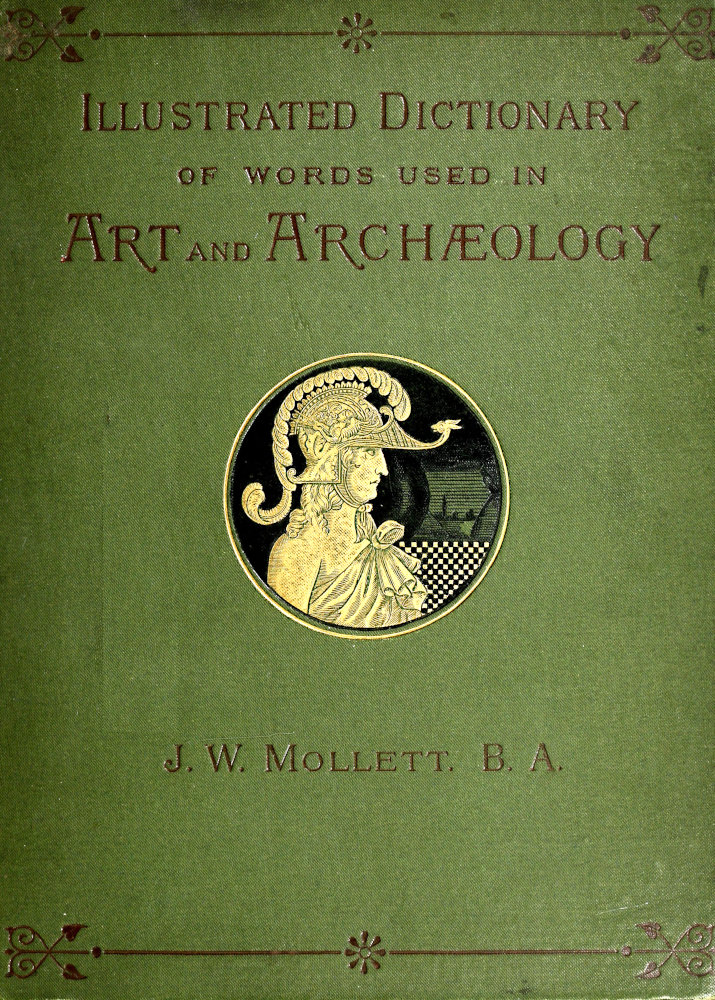 ILLUSTRATED DICTIONARY
OF WORDS USED IN
ART AND ARCHÆOLOGY
J. W. MOLLETT. B. A.